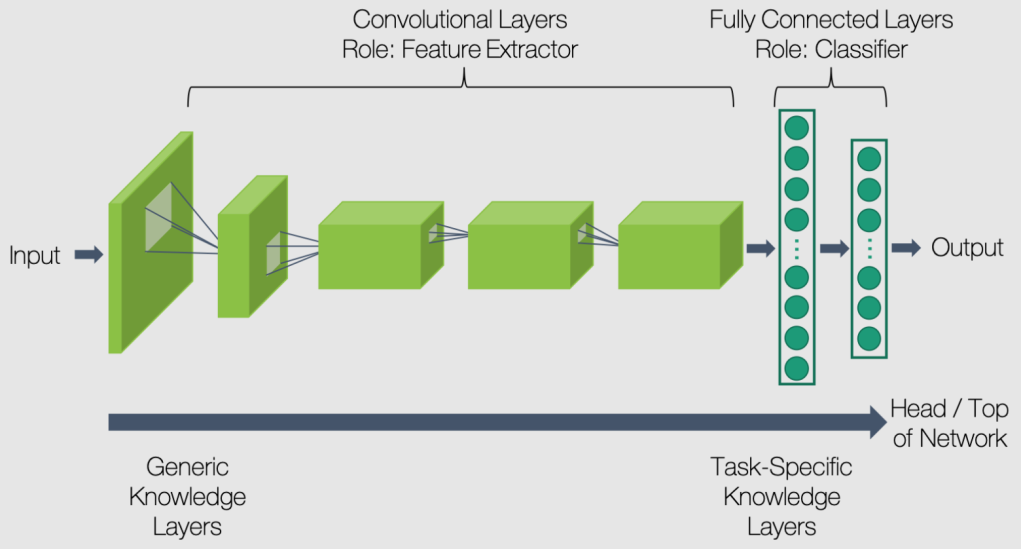 Convolutional Layers
Role: Feature Extractor
Fully Connected Layers
Role: Classifier
Input
Output
Head / Top
of Network
Generic
Knowledge
Layers
Task-Specific
Knowledge
Layers